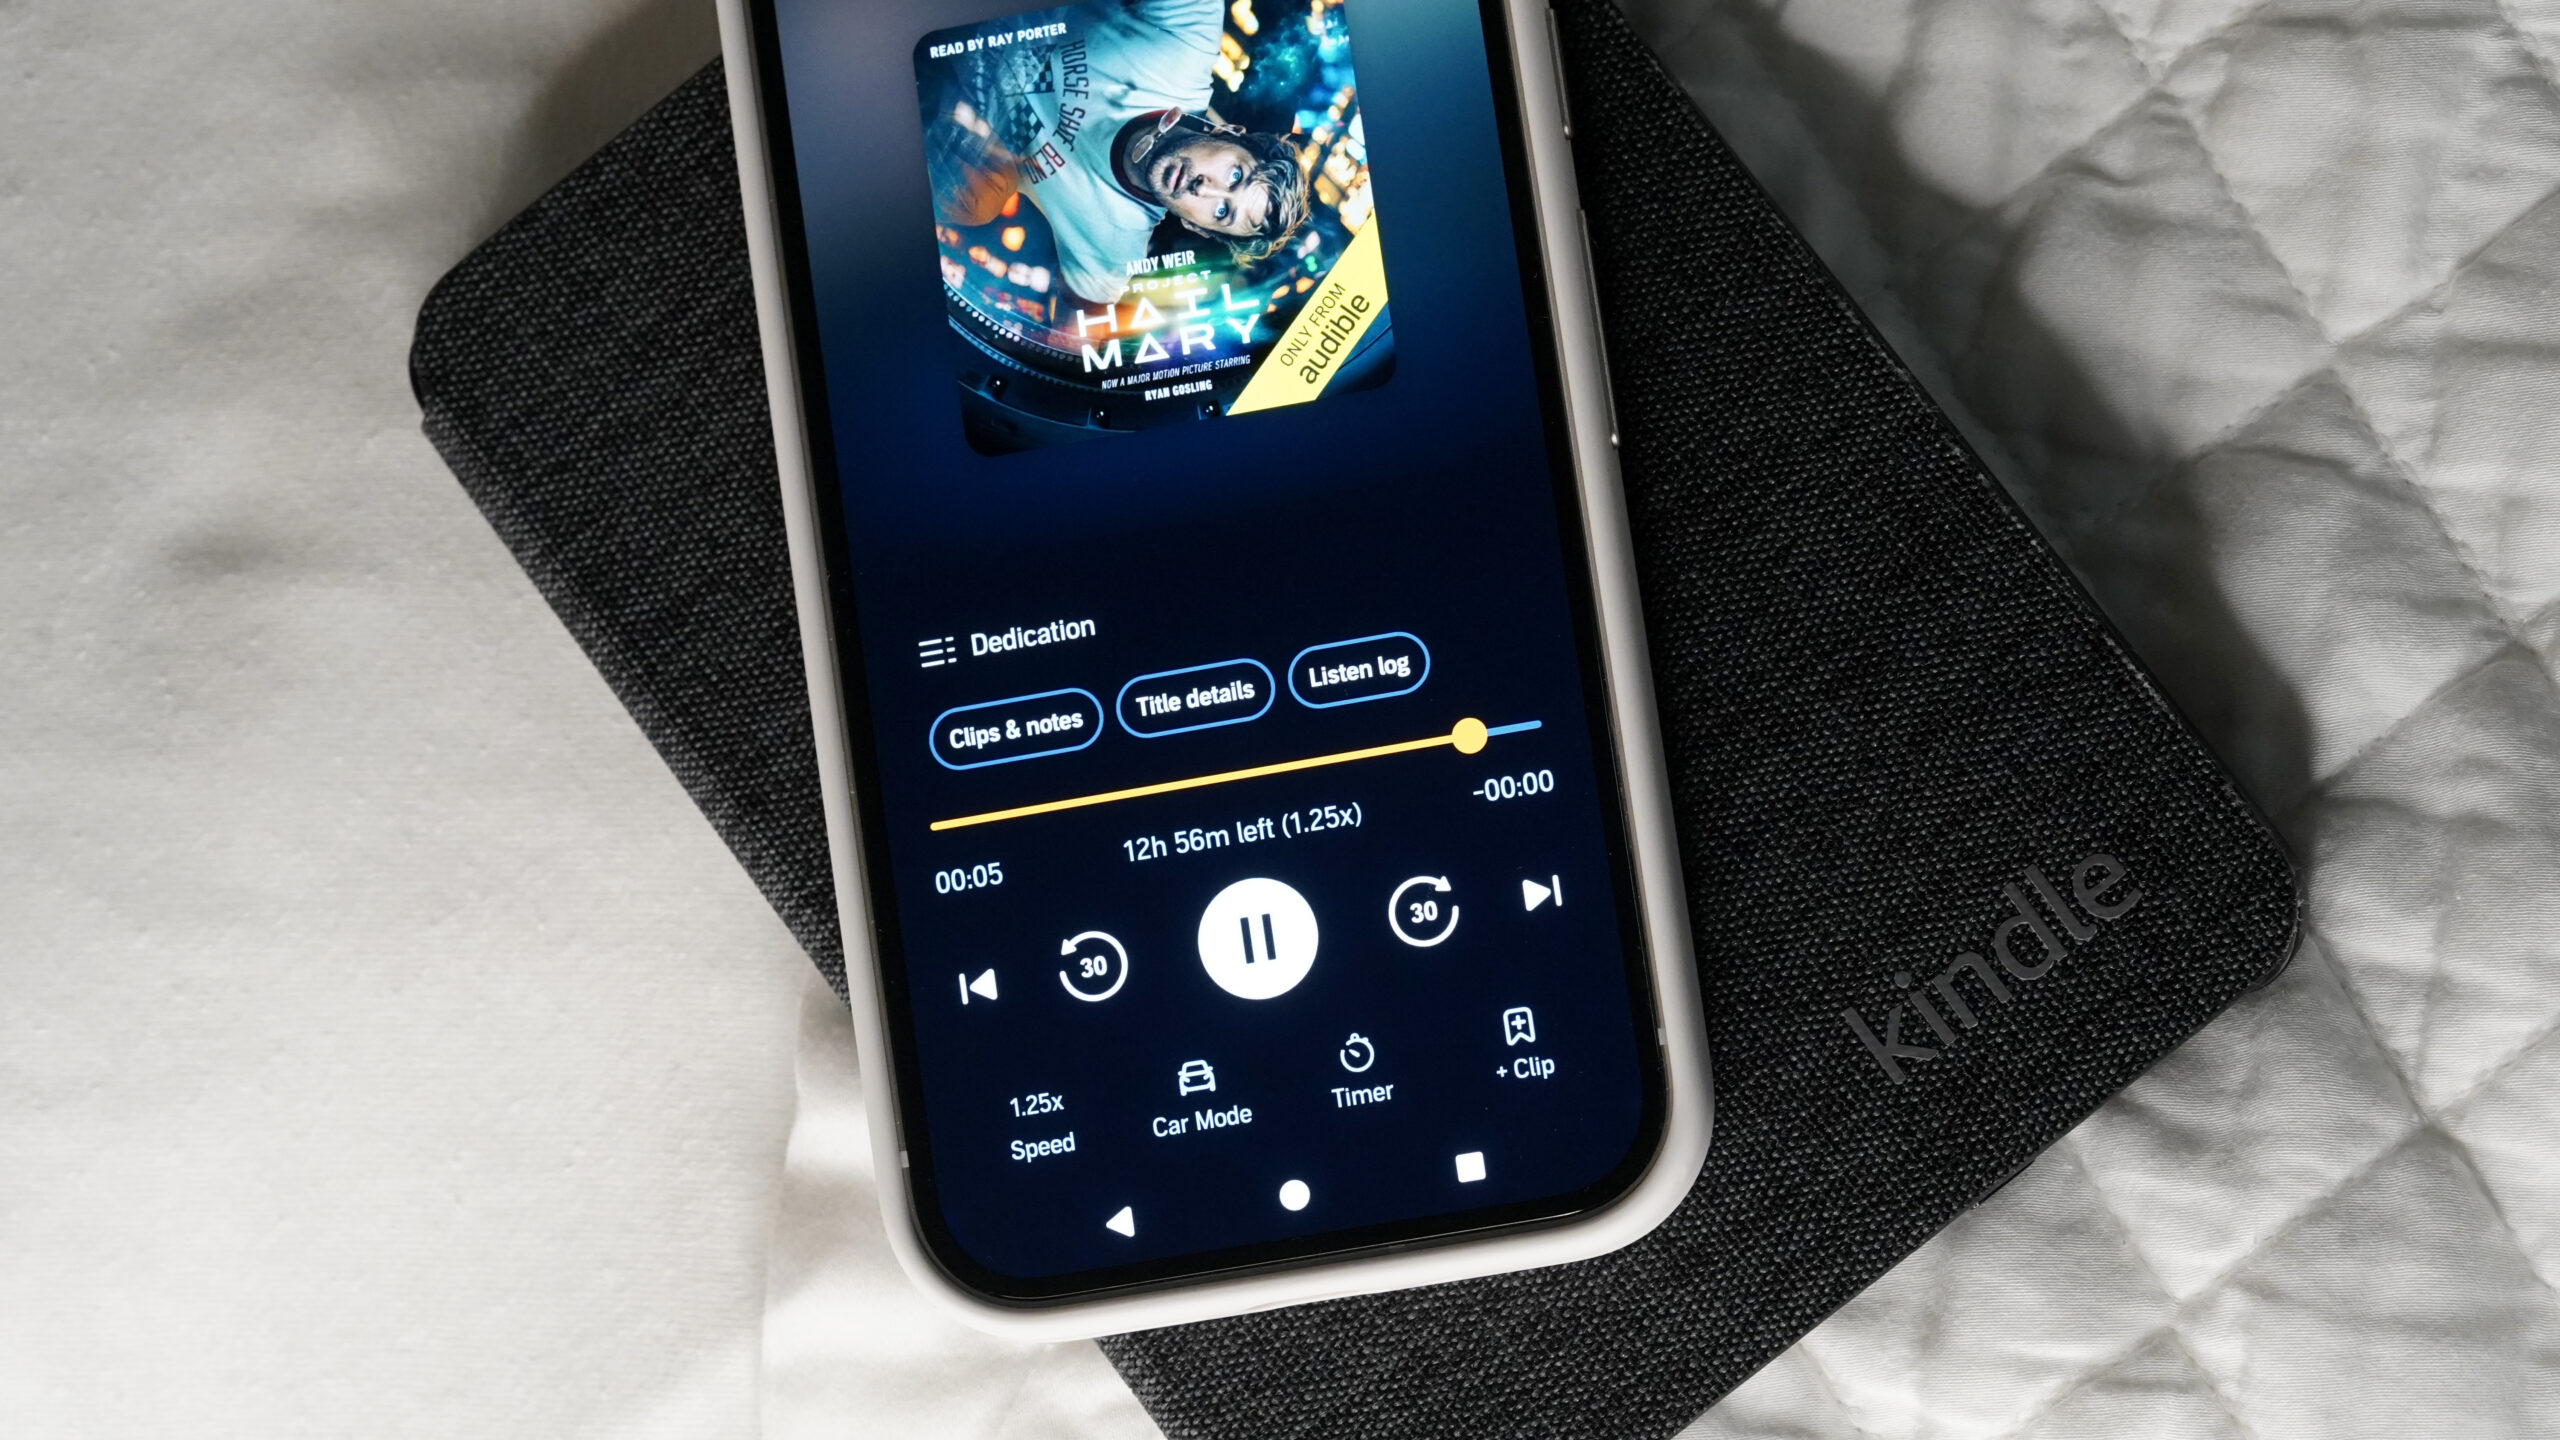 READ BY RAY PORTER
HORSE SHOE BEND
ANDY WEIR
PROJECT
HAIL
MARY
NOW A MAJOR MOTION PICTURE STARRING
RYAN GOSLING
ONLY FROM
audible
Dedication
Clips & notes
Title details
Listen log
00:05
12h 56m left (1.25x)
-00:00
30
30
1.25x
Speed
Car Mode
Timer
+ Clip
kindle